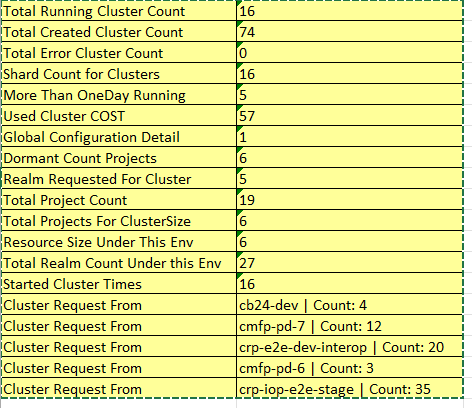 Total Running Cluster Count 16
Total Created Cluster Count 74
Total Error Cluster Count 0
Shard Count for Clusters 16
More Than OneDay Running 5
Used Cluster COST 57
Global Configuration Detail 1
Dormant Count Projects 6
Realm Requested For Cluster 5
Total Project Count 19
Total Projects For ClusterSize 6
Resource Size Under This Env 6
Total Realm Count Under this Env 27
Started Cluster Times 16
Cluster Request From cb24-dev | Count: 4
Cluster Request From cmfp-pd-7 | Count: 12
Cluster Request From crp-e2e-dev-interop | Count: 20
Cluster Request From cmfp-pd-6 | Count: 3
Cluster Request From crp-iop-e2e-stage | Count: 35